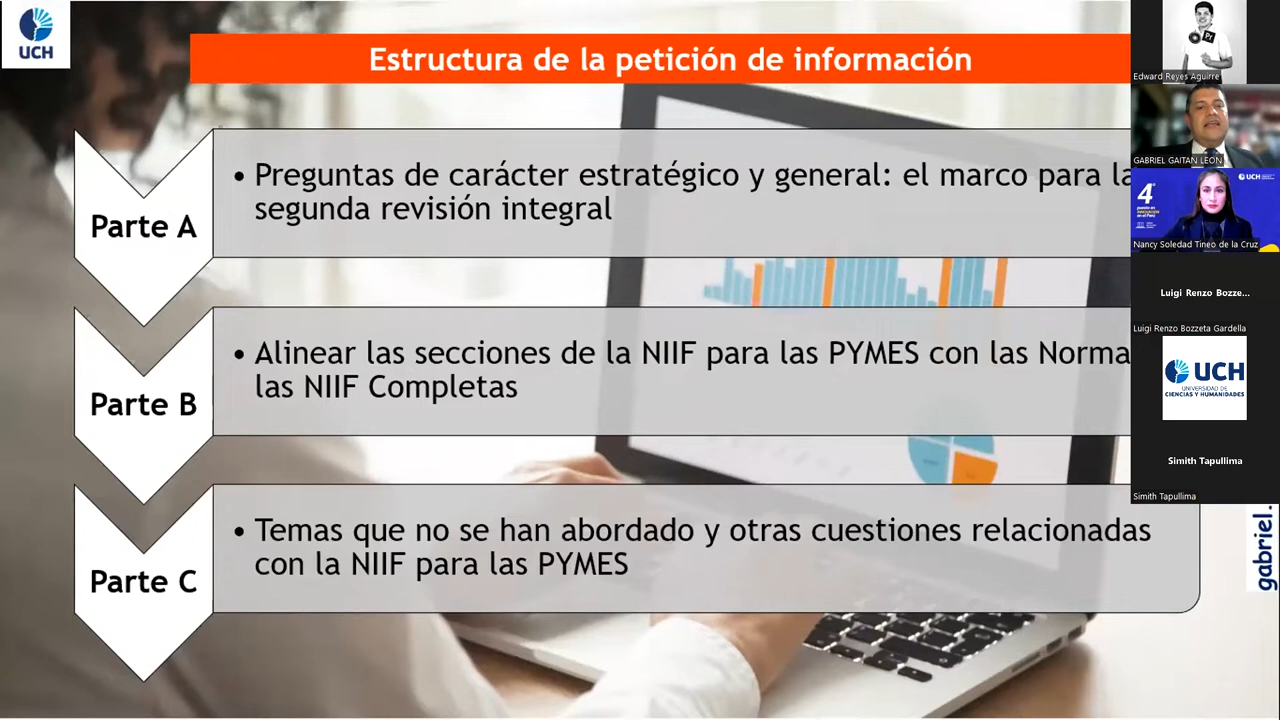 UCH
Estructura de la petición de información
Parte A
• Preguntas de carácter estratégico y general: el marco para la
segunda revisión integral
Parte B
• Alinear las secciones de la NIIF para las PYMES con las Norma
las NIIF Completas
Parte C
• Temas que no se han abordado y otras cuestiones relacionadas
con la NIIF para las PYMES
Pr
Edward Reyes Aguirre
GABRIEL GAITAN LEON
UCH
4°
Nancy Soledad Tineo de la Cruz
Luigi Renzo Bozze...
Luigi Renzo Bozzeta Gardella
UCH
UNIVERSIDAD DE
CIENCIAS Y HUMANIDADES
Simith Tapullima
Simith Tapullima
gabriel.